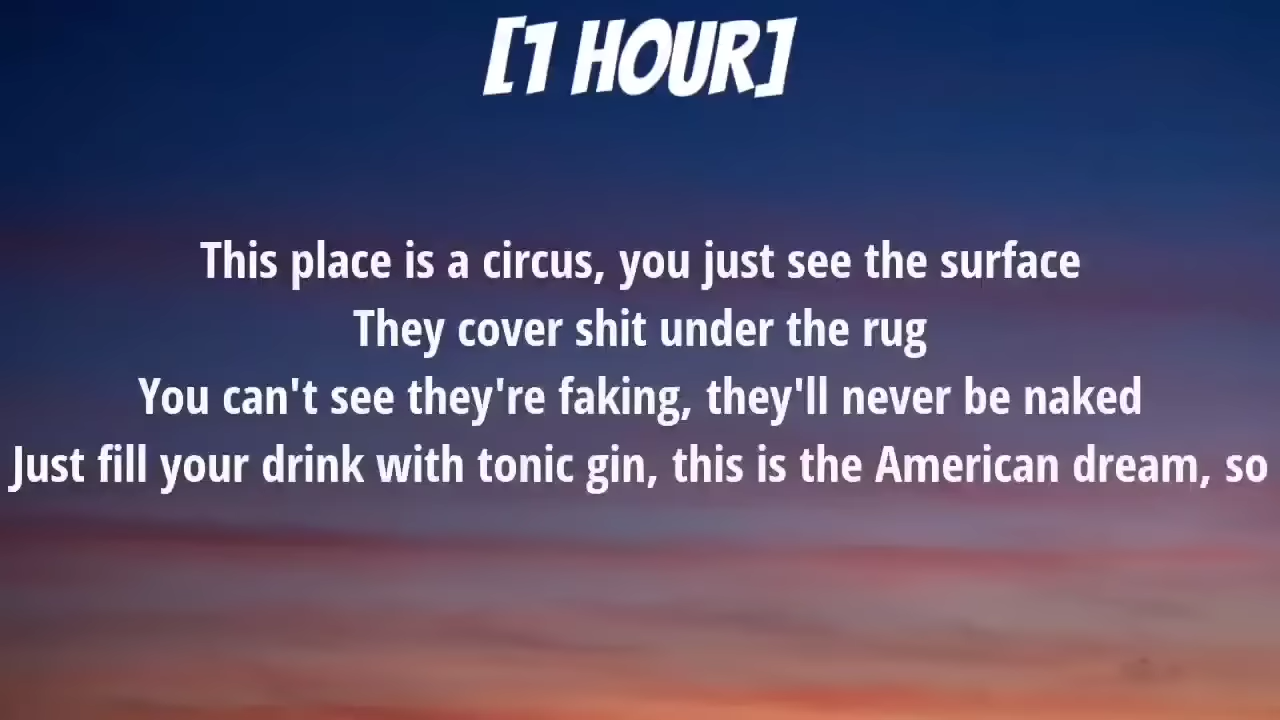 [1 HOUR]
This place is a circus, you just see the surface
They cover shit under the rug
You can't see they're faking, they'll never be naked
Just fill your drink with tonic gin, this is the American dream, so